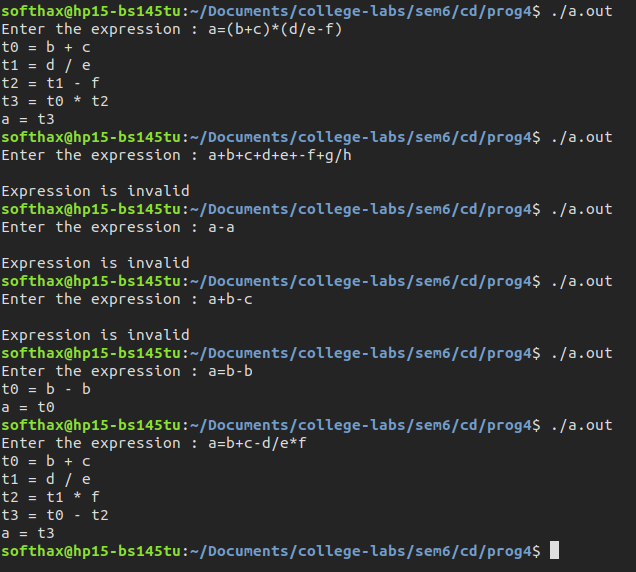 softhax@hp15-bs145tu:~/Documents/college-labs/sem6/cd/prog4$ ./a.out
Enter the expression : a=(b+c)*(d/e-f)
t0 = b + c
t1 = d / e
t2 = t1 - f
t3 = t0 * t2
a = t3
softhax@hp15-bs145tu:~/Documents/college-labs/sem6/cd/prog4$ ./a.out
Enter the expression : a+b+c+d+e+-f+g/h
Expression is invalid
softhax@hp15-bs145tu:~/Documents/college-labs/sem6/cd/prog4$ ./a.out
Enter the expression : a-a
Expression is invalid
softhax@hp15-bs145tu:~/Documents/college-labs/sem6/cd/prog4$ ./a.out
Enter the expression : a+b-c
Expression is invalid
softhax@hp15-bs145tu:~/Documents/college-labs/sem6/cd/prog4$ ./a.out
Enter the expression : a=b-b
t0 = b - b
a = t0
softhax@hp15-bs145tu:~/Documents/college-labs/sem6/cd/prog4$ ./a.out
Enter the expression : a=b+c-d/e*f
t0 = b + c
t1 = d / e
t2 = t1 * f
t3 = t0 - t2
a = t3
softhax@hp15-bs145tu:~/Documents/college-labs/sem6/cd/prog4$